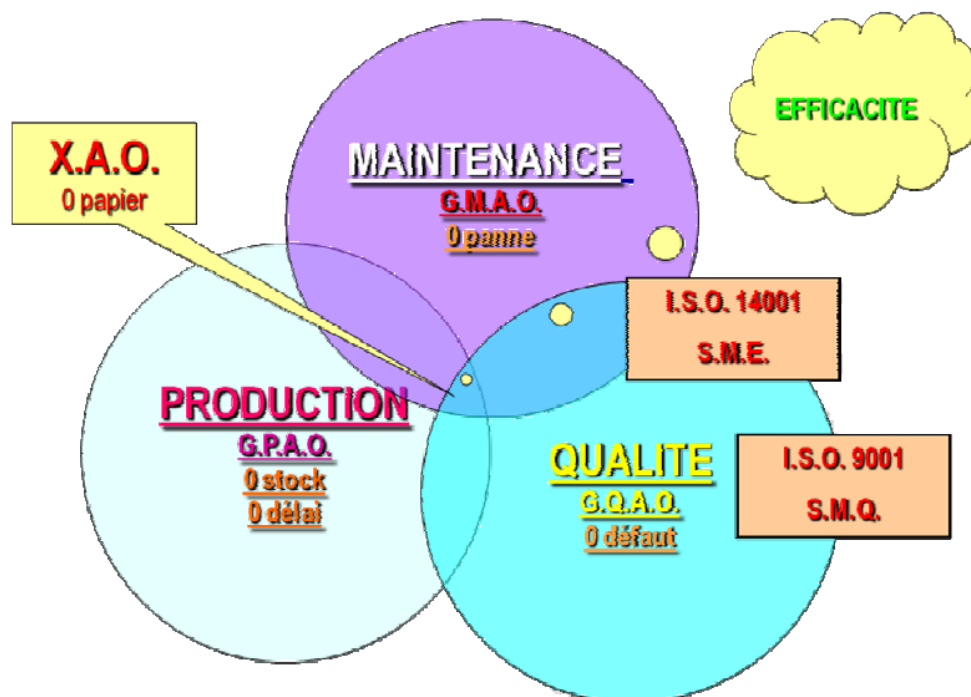 EFFICACITE
X.A.O.
0 papier
MAINTENANCE
G.M.A.O.
0 panne
I.S.O. 14001
S.M.E.
PRODUCTION
G.P.A.O.
0 stock
0 délai
QUALITE
G.Q.A.O.
0 défaut
I.S.O. 9001
S.M.Q.